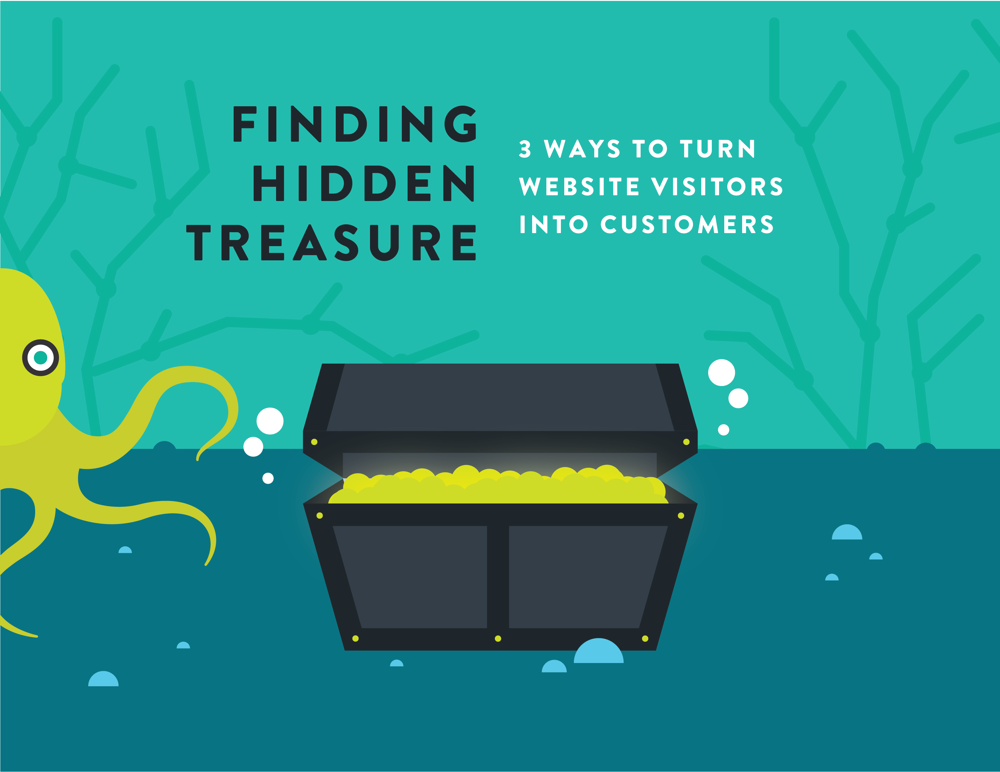 FINDING
HIDDEN
TREASURE
3 WAYS TO TURN
WEBSITE VISITORS
INTO CUSTOMERS